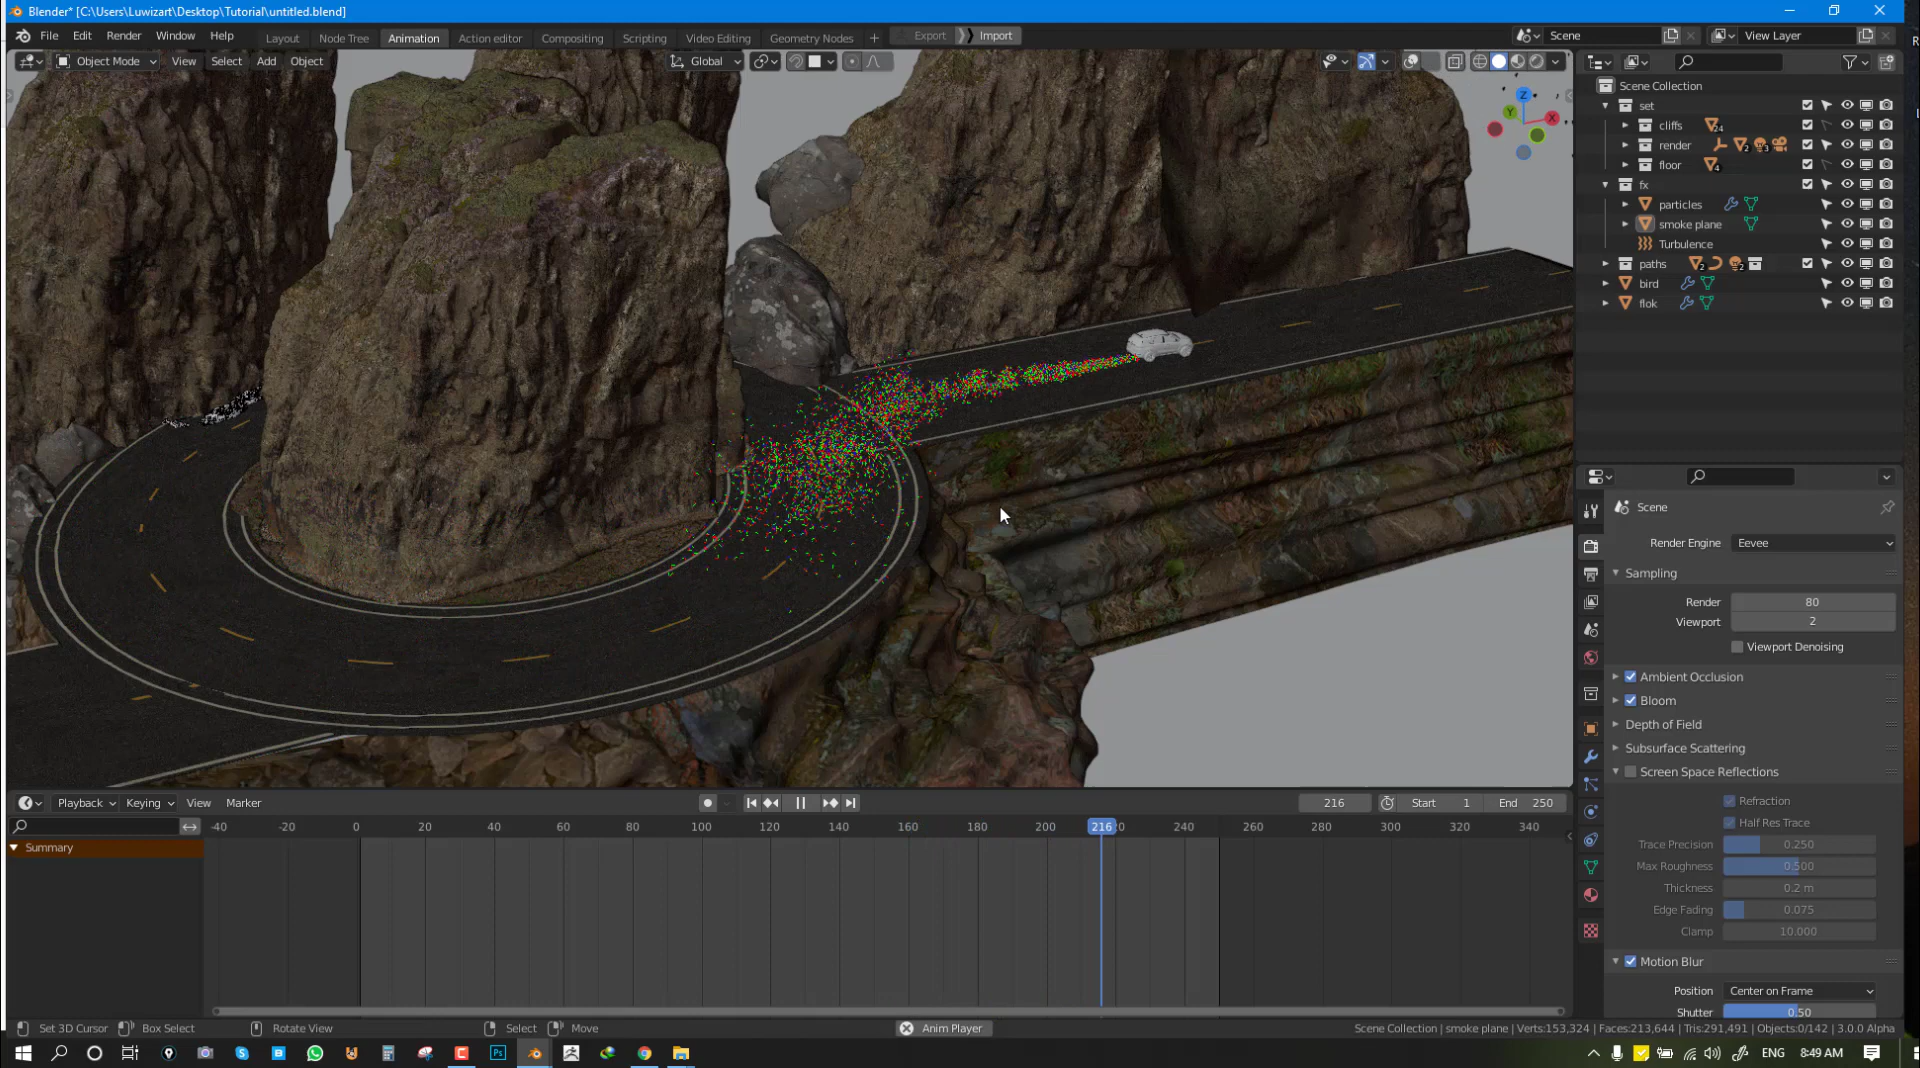 Blender* [C:\Users\Luwizart\Desktop\Tutorial\untitled.blend]
File Edit Render Window Help Layout Node Tree Animation Action editor Compositing Scripting Video Editing Geometry Nodes + Export Import Scene View Layer
Object Mode View Select Add Object Global
Z
Y
X
Scene Collection
set
cliffs 24
render 2 3
floor 4
fx
particles
smoke plane
Turbulence
paths 2 2
bird
flok
Scene
Render Engine Eevee
Sampling
Render 80
Viewport 2
Viewport Denoising
Ambient Occlusion
Bloom
Depth of Field
Subsurface Scattering
Screen Space Reflections
Refraction
Half Res Trace
Trace Precision 0.250
Max Roughness 0.500
Thickness 0.2 m
Edge Fading 0.075
Clamp 10.000
Motion Blur
Position Center on Frame
Shutter 0.50
Playback Keying View Marker 216 Start 1 End 250
-40 -20 0 20 40 60 80 100 120 140 160 180 200 216 240 260 280 300 320 340
Summary
Set 3D Cursor Box Select Rotate View Select Move Anim Player Scene Collection | smoke plane | Verts:153,324 | Faces:213,644 | Tris:291,491 | Objects:0/142 | 3.0.0 Alpha
Ps ENG 8:49 AM